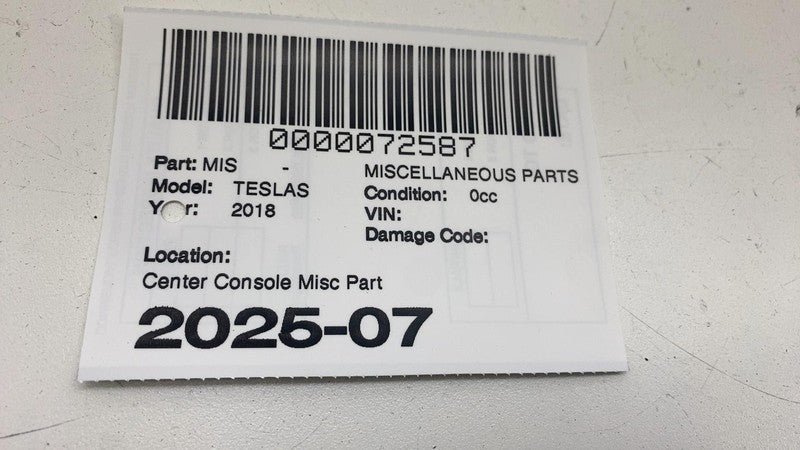 0000072587
Part: MIS - MISCELLANEOUS PARTS
Model: TESLAS Condition: 0cc
Year: 2018 VIN:
Damage Code:
Location:
Center Console Misc Part
2025-07